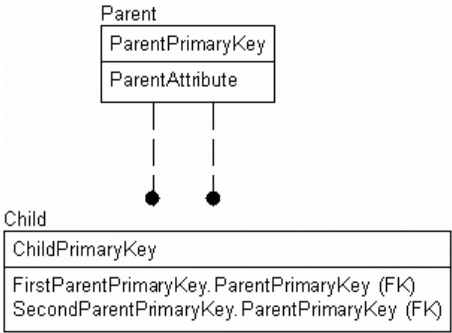 Parent
ParentPrimaryKey
ParentAttribute
Child
ChildPrimaryKey
FirstParentPrimaryKey.ParentPrimaryKey (FK)
SecondParentPrimaryKey.ParentPrimaryKey (FK)